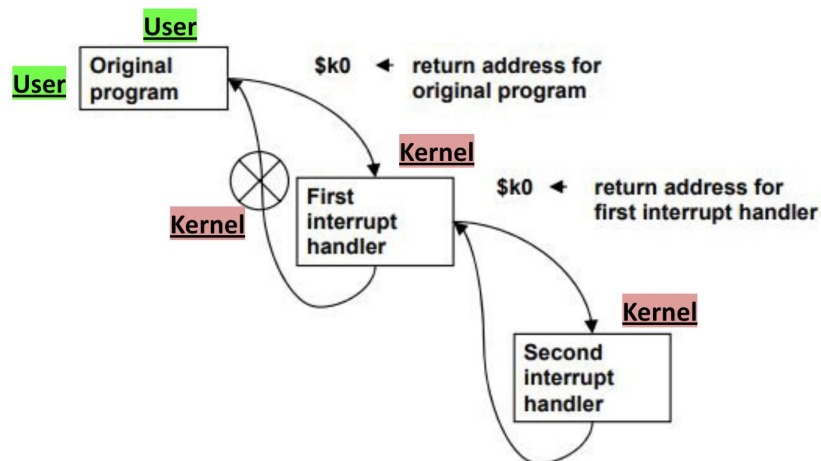 User
User
Original
program
$k0 ← return address for
original program
Kernel
Kernel
First
interrupt
handler
$k0 ← return address for
first interrupt handler
Kernel
Second
interrupt
handler